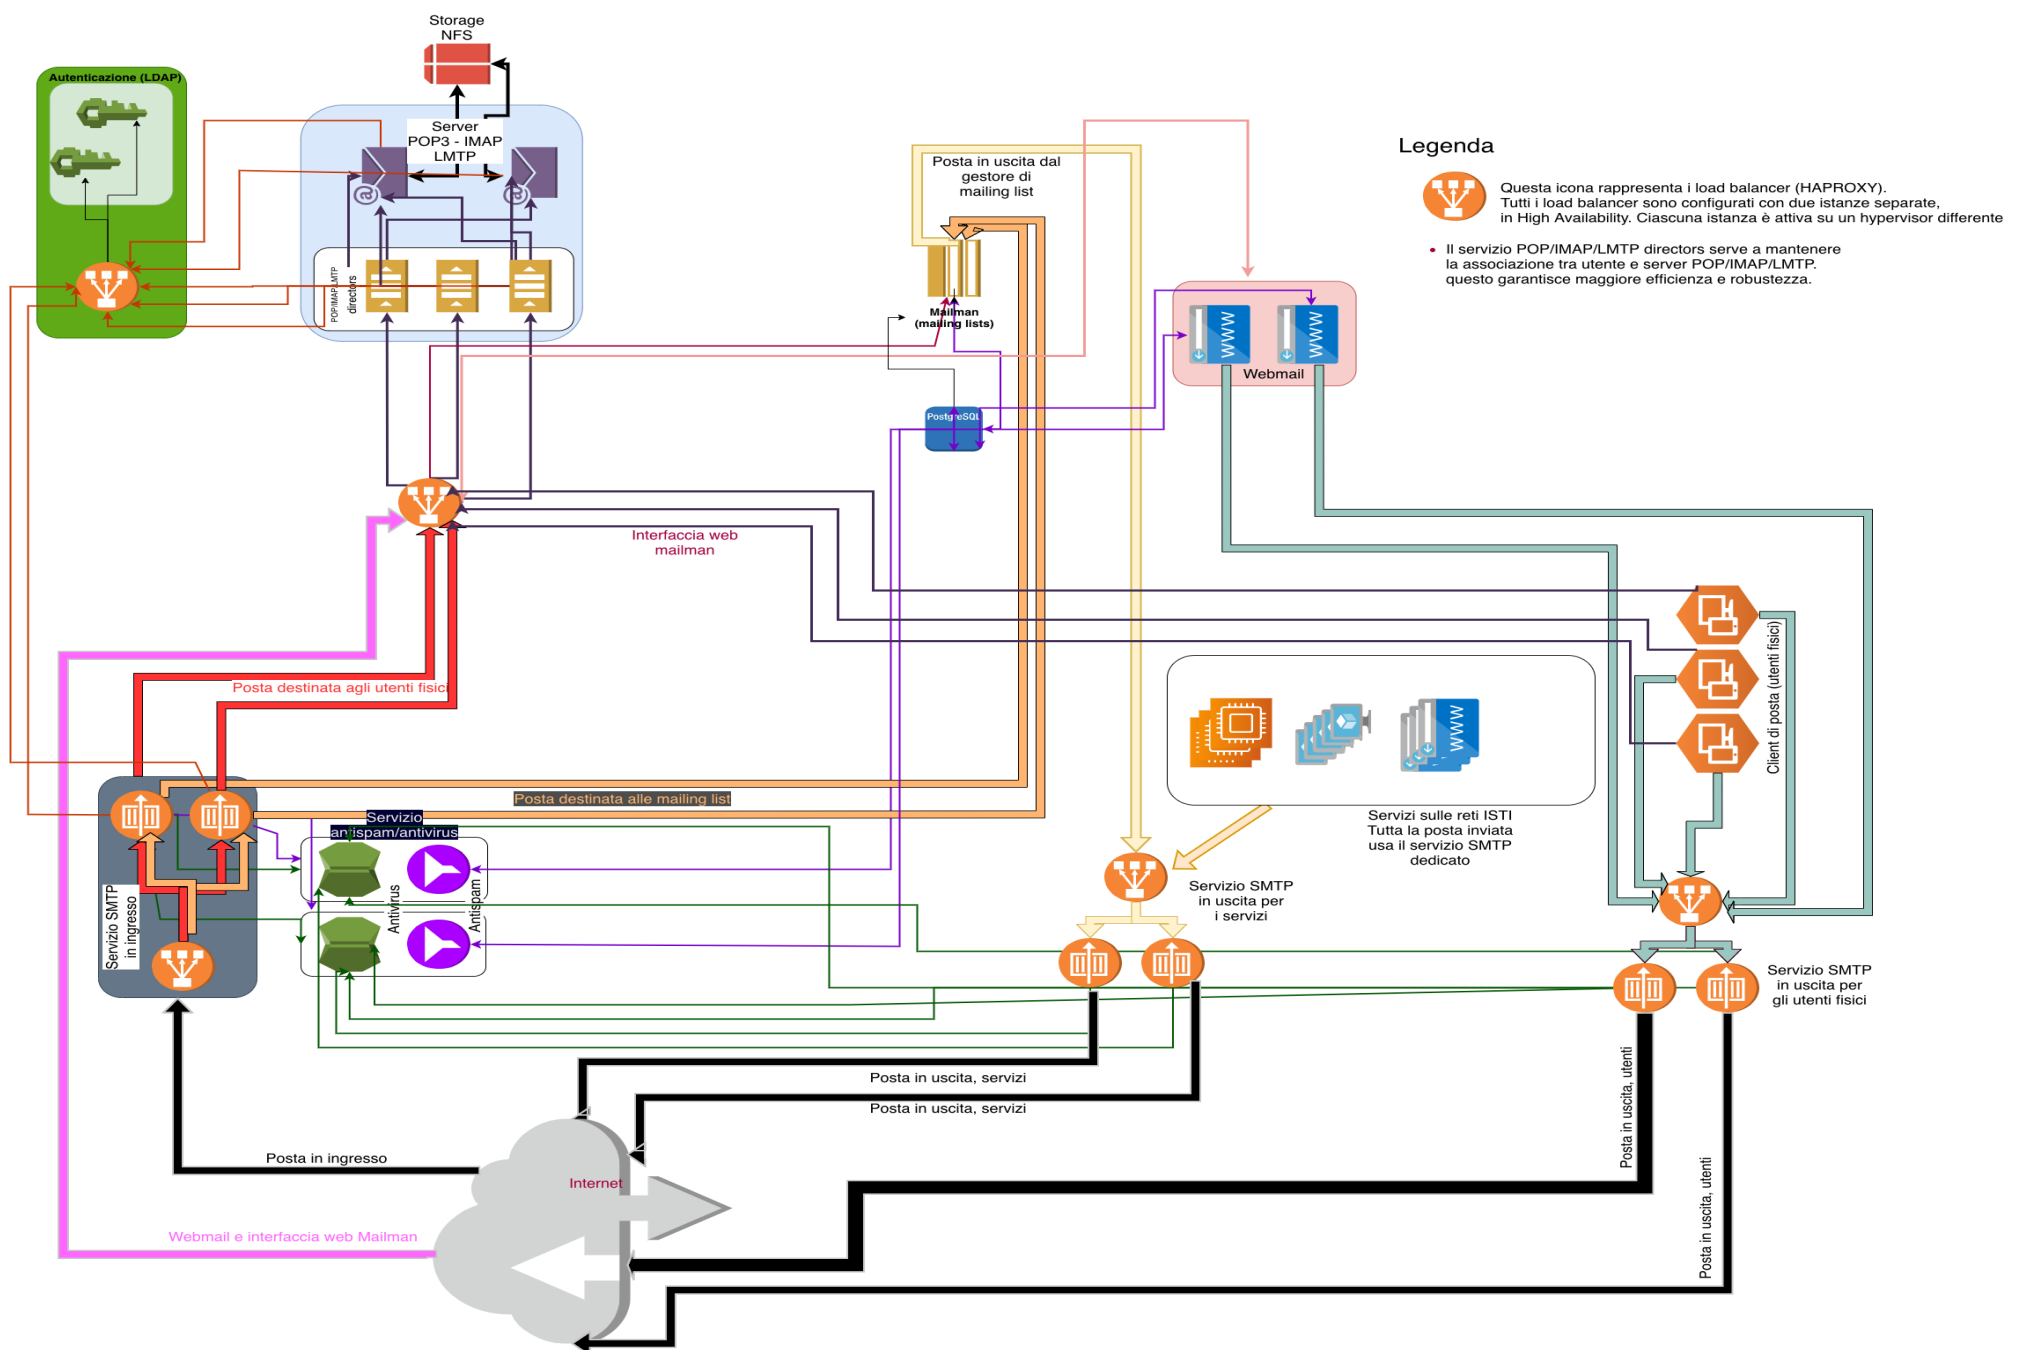 Storage
NFS
Autenticazione (LDAP)
Server
POP3 - IMAP
LMTP
POP/IMAP/LMTP
directors
Posta in uscita dal
gestore di
mailing list
Mailman
(mailing lists)
PostgreSQL
Webmail
WWW
WWW
Legenda
Questa icona rappresenta i load balancer (HAPROXY).
Tutti i load balancer sono configurati con due istanze separate,
in High Availability. Ciascuna istanza è attiva su un hypervisor differente
• Il servizio POP/IMAP/LMTP directors serve a mantenere
la associazione tra utente e server POP/IMAP/LMTP.
questo garantisce maggiore efficienza e robustezza.
Interfaccia web
mailman
Posta destinata agli utenti fisici
Client di posta (utenti fisici)
WWW
Servizi sulle reti ISTI
Tutta la posta inviata
usa il servizio SMTP
dedicato
Posta destinata alle mailing list
Servizio
antispam/antivirus
Antivirus
Antispam
Servizio SMTP
in ingresso
Servizio SMTP
in uscita per
i servizi
Servizio SMTP
in uscita per
gli utenti fisici
Posta in uscita, servizi
Posta in uscita, servizi
Posta in uscita, utenti
Posta in uscita, utenti
Posta in ingresso
Internet
Webmail e interfaccia web Mailman